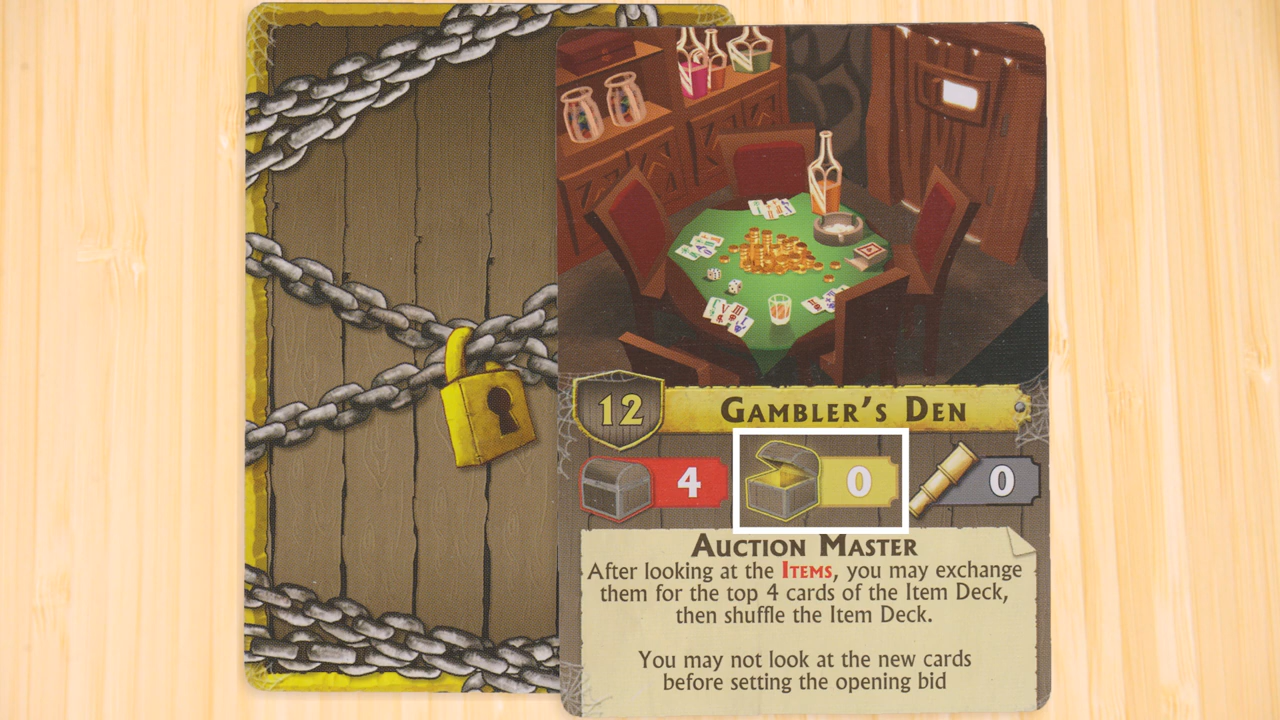 12
GAMBLER'S DEN
4
0
0
AUCTION MASTER
After looking at the ITEMS, you may exchange
them for the top 4 cards of the Item Deck,
then shuffle the Item Deck.
You may not look at the new cards
before setting the opening bid